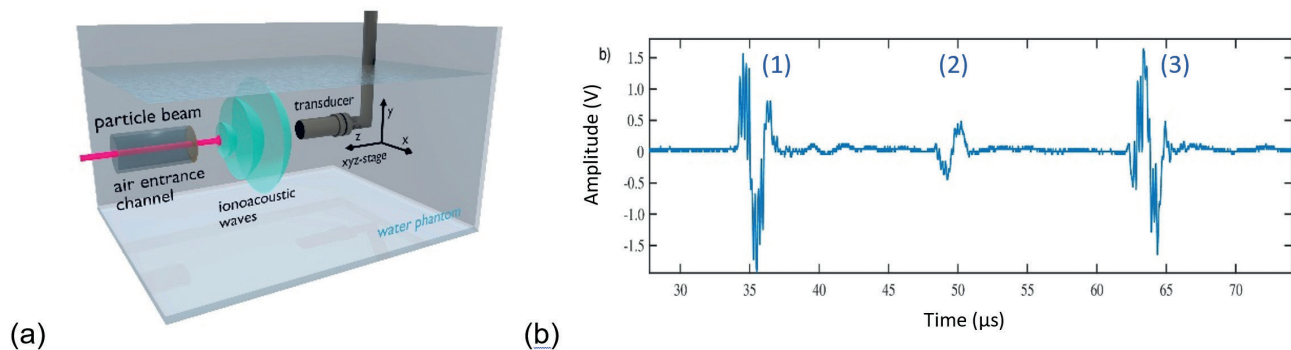 particle beam
air entrance
channel
ionoacoustic
waves
transducer
y
z
x
xyz-stage
water phantom
(a)
b)
(1)
(2)
(3)
Amplitude (V)
1.5
1.0
0.5
0
-0.5
-1.0
-1.5
30 35 40 45 50 55 60 65 70
Time (µs)
(b)